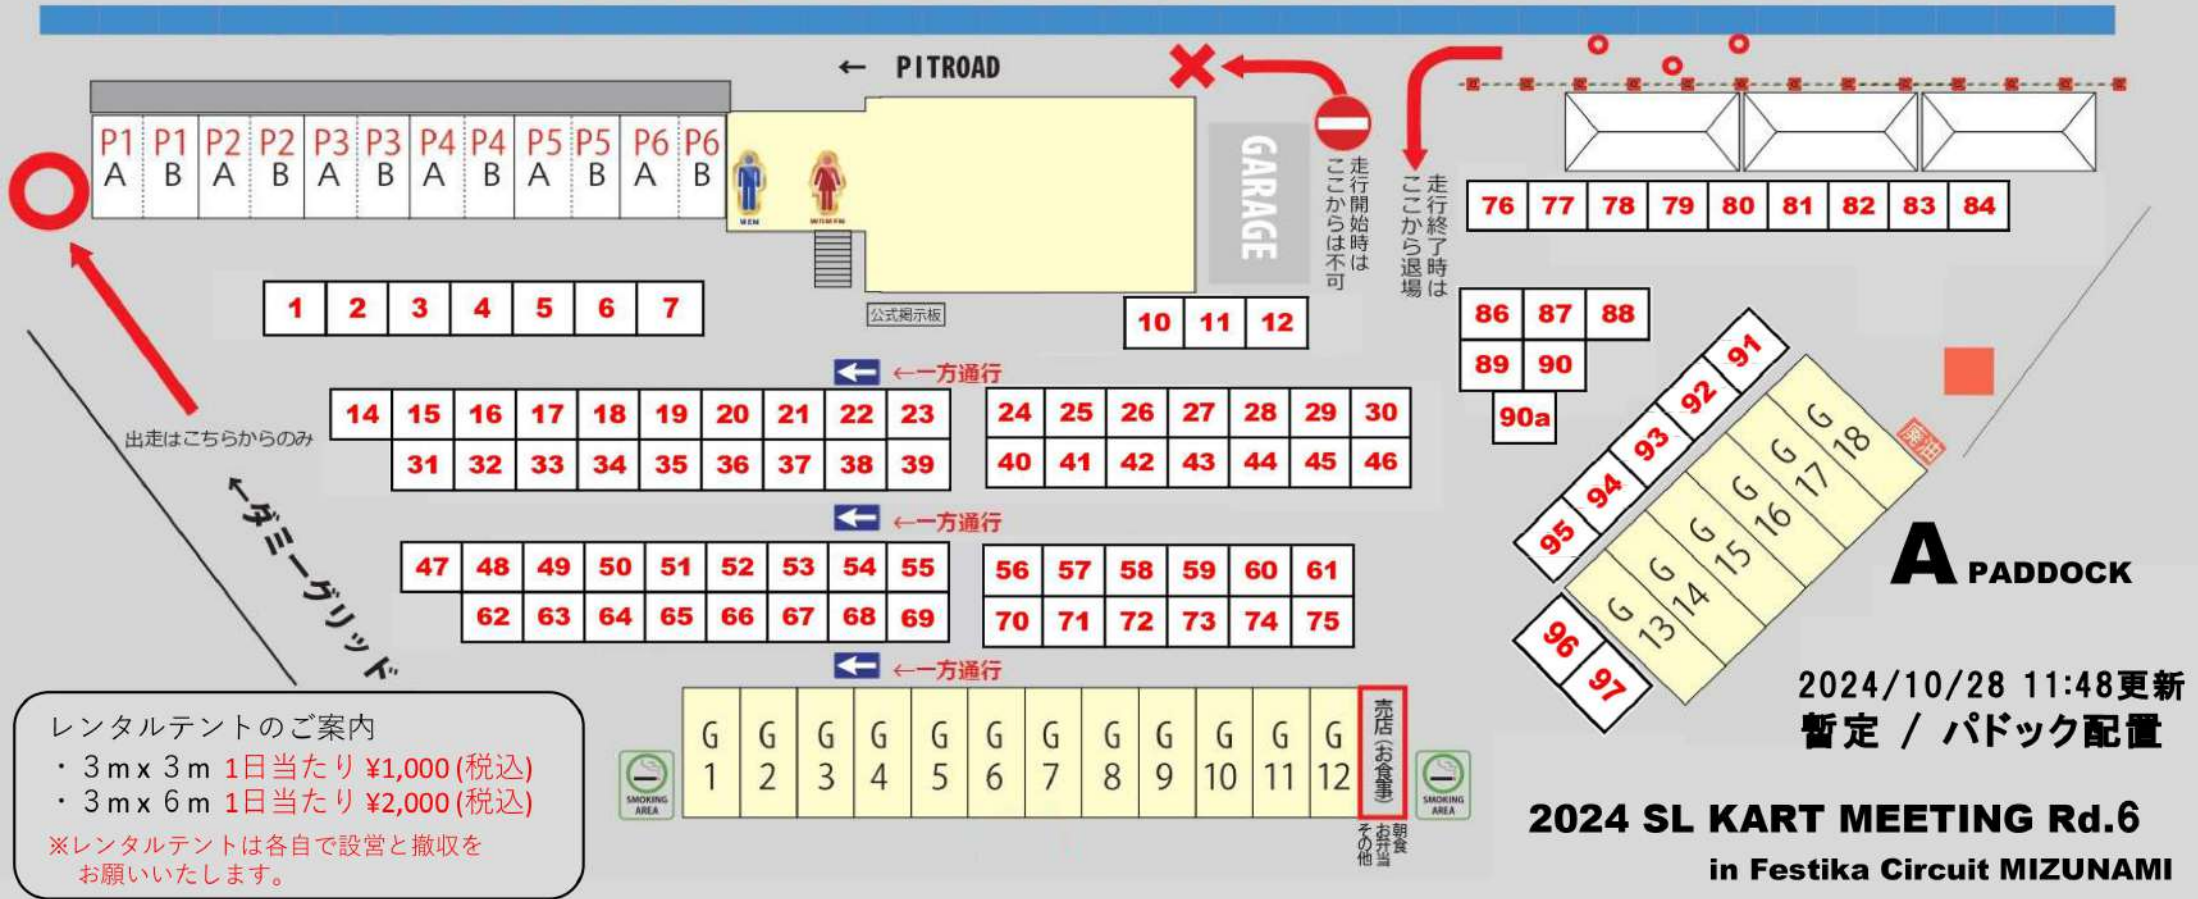 ← PITROAD
P1 P1 P2 P2 P3 P3 P4 P4 P5 P5 P6 P6
A B A B A B A B A B A B
MEN
WOMEN
GARAGE
走行開始時は
ここからは不可
走行終了時は
ここから退場
76 77 78 79 80 81 82 83 84
1 2 3 4 5 6 7
公式掲示板
10 11 12
86 87 88
89 90
90a
91
92
93
94
95
96
97
←一方通行
14 15 16 17 18 19 20 21 22 23
24 25 26 27 28 29 30
31 32 33 34 35 36 37 38 39
40 41 42 43 44 45 46
出走はこちらからのみ
←ダミーグリッド
←一方通行
47 48 49 50 51 52 53 54 55
56 57 58 59 60 61
62 63 64 65 66 67 68 69
70 71 72 73 74 75
←一方通行
G 18
G 17
G 16
G 15
G 14
G 13
廃油
A PADDOCK
2024/10/28 11:48更新
暫定 / パドック配置
レンタルテントのご案内
・3ｍx 3ｍ 1日当たり ¥1,000 (税込)
・3ｍx 6ｍ 1日当たり ¥2,000 (税込)
※レンタルテントは各自で設営と撤収を
お願いいたします。
SMOKING
AREA
G G G G G G G G G G G G
1 2 3 4 5 6 7 8 9 10 11 12
売店(お食事)
朝食
お弁当
その他
SMOKING
AREA
2024 SL KART MEETING Rd.6
in Festika Circuit MIZUNAMI